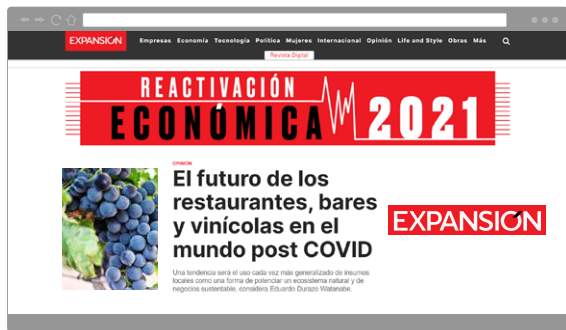 EXPANSIÓN Empresas Economía Tecnología Política Mujeres Internacional Opinión Life and Style Obras Más
Revista Digital
REACTIVACIÓN
ECONÓMICA 2021
OPINIÓN
El futuro de los
restaurantes, bares
y vinícolas en el
mundo post COVID
EXPANSIÓN
Una tendencia será el uso cada vez más generalizado de insumos
locales como una forma de potenciar un ecosistema natural y de
negocios sustentable, considera Eduardo Durazo Watanabe.